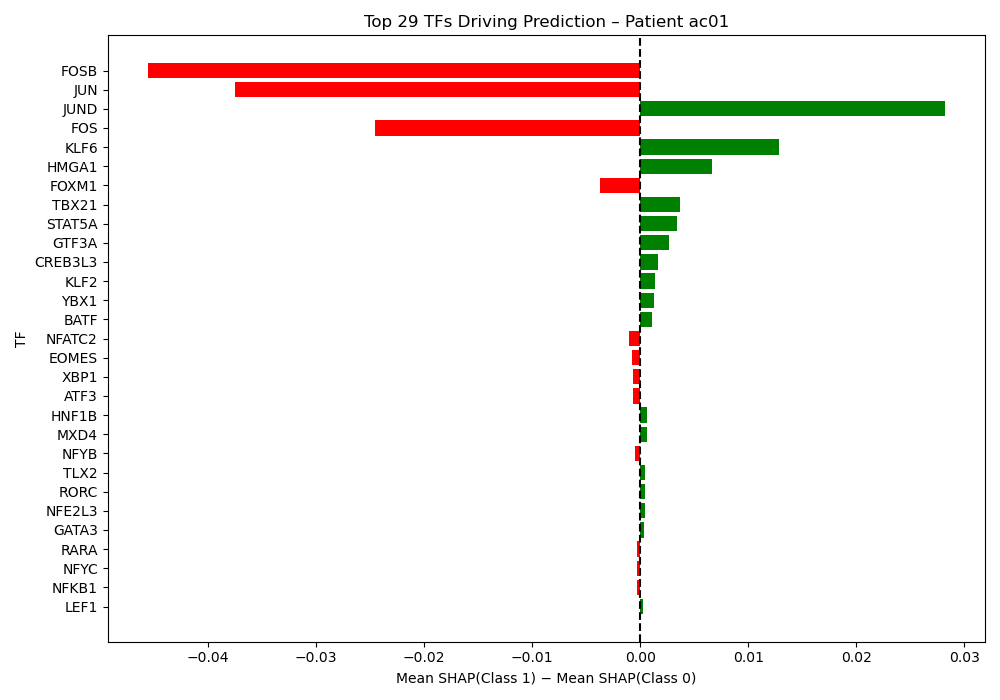 Top 29 TFs Driving Prediction – Patient ac01
TF
FOSB
JUN
JUND
FOS
KLF6
HMGA1
FOXM1
TBX21
STAT5A
GTF3A
CREB3L3
KLF2
YBX1
BATF
NFATC2
EOMES
XBP1
ATF3
HNF1B
MXD4
NFYB
TLX2
RORC
NFE2L3
GATA3
RARA
NFYC
NFKB1
LEF1
−0.04 −0.03 −0.02 −0.01 0.00 0.01 0.02 0.03
Mean SHAP(Class 1) − Mean SHAP(Class 0)